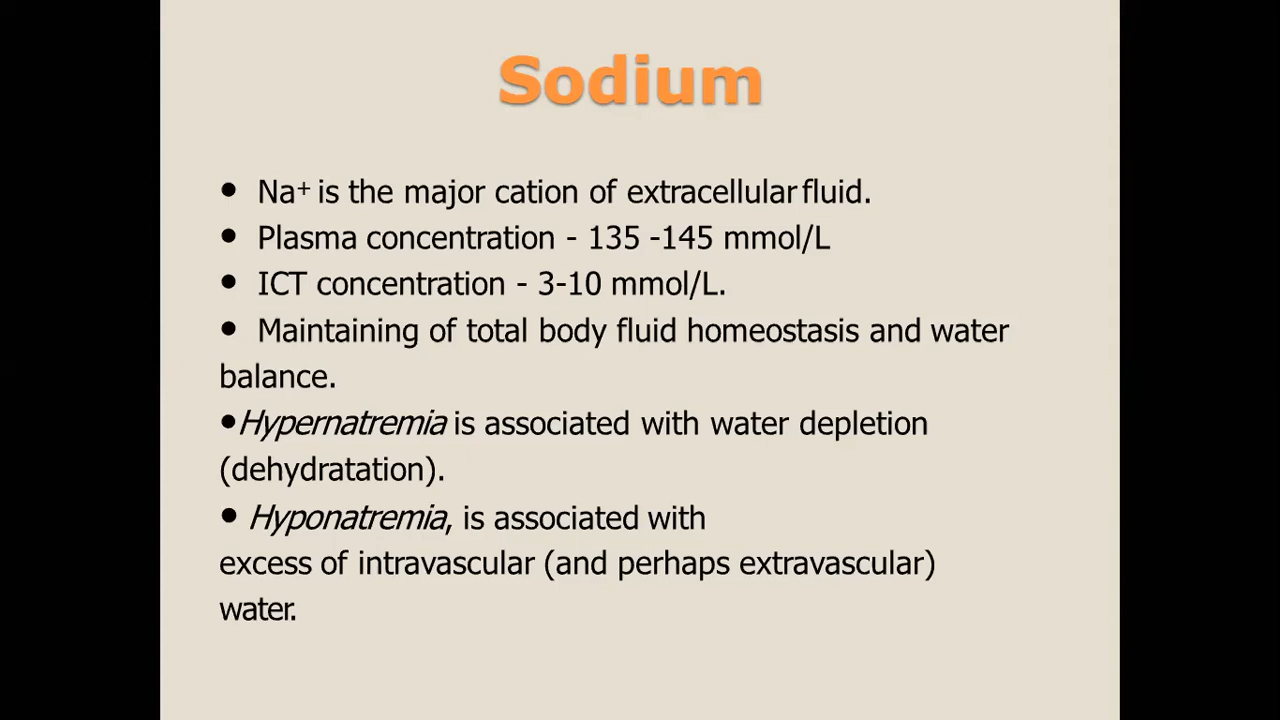 Sodium
• Na⁺ is the major cation of extracellular fluid.
• Plasma concentration - 135 -145 mmol/L
• ICT concentration - 3-10 mmol/L.
• Maintaining of total body fluid homeostasis and water
balance.
•Hypernatremia is associated with water depletion
(dehydratation).
• Hyponatremia, is associated with
excess of intravascular (and perhaps extravascular)
water.